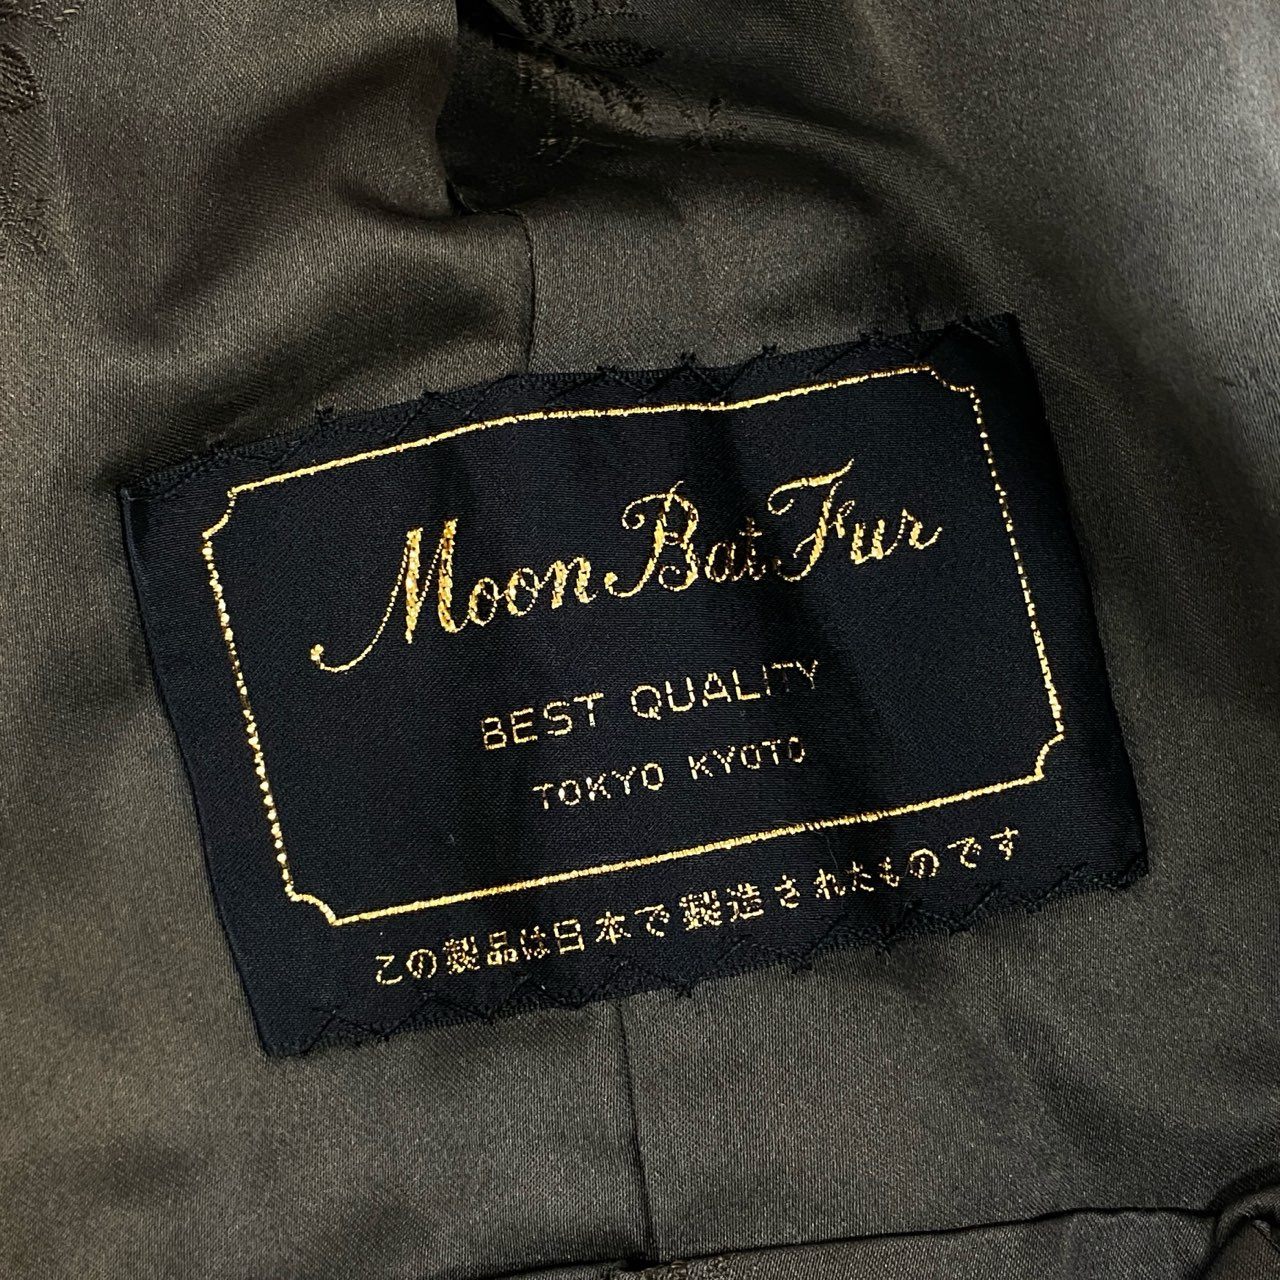 Moon Bat Fur
BEST QUALITY
TOKYO KYOTO
この製品は日本で製造されたものです